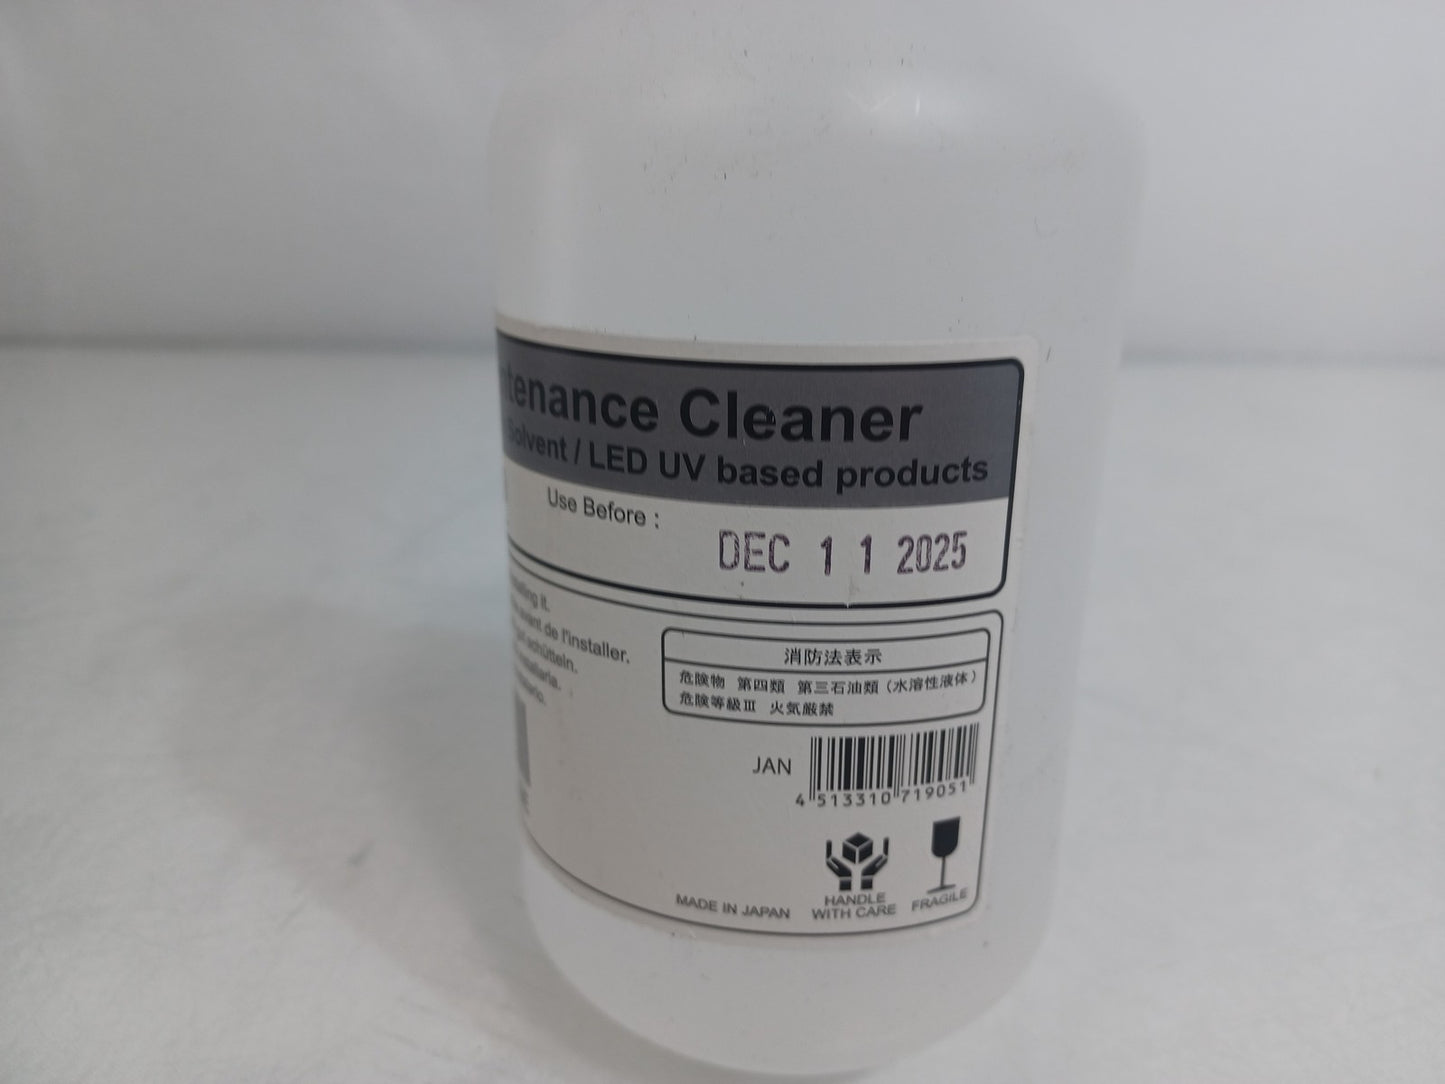 tenance Cleaner
Solvent / LED UV based products
Use Before :
DEC 1 1 2025
it.
avant de l'installer.
schütteln.
消防法表示
危険物 第四類 第三石油類（水溶性液体）
危険等級Ⅲ 火気厳禁
JAN
4 513310 719051
MADE IN JAPAN
HANDLE
WITH CARE
FRAGILE